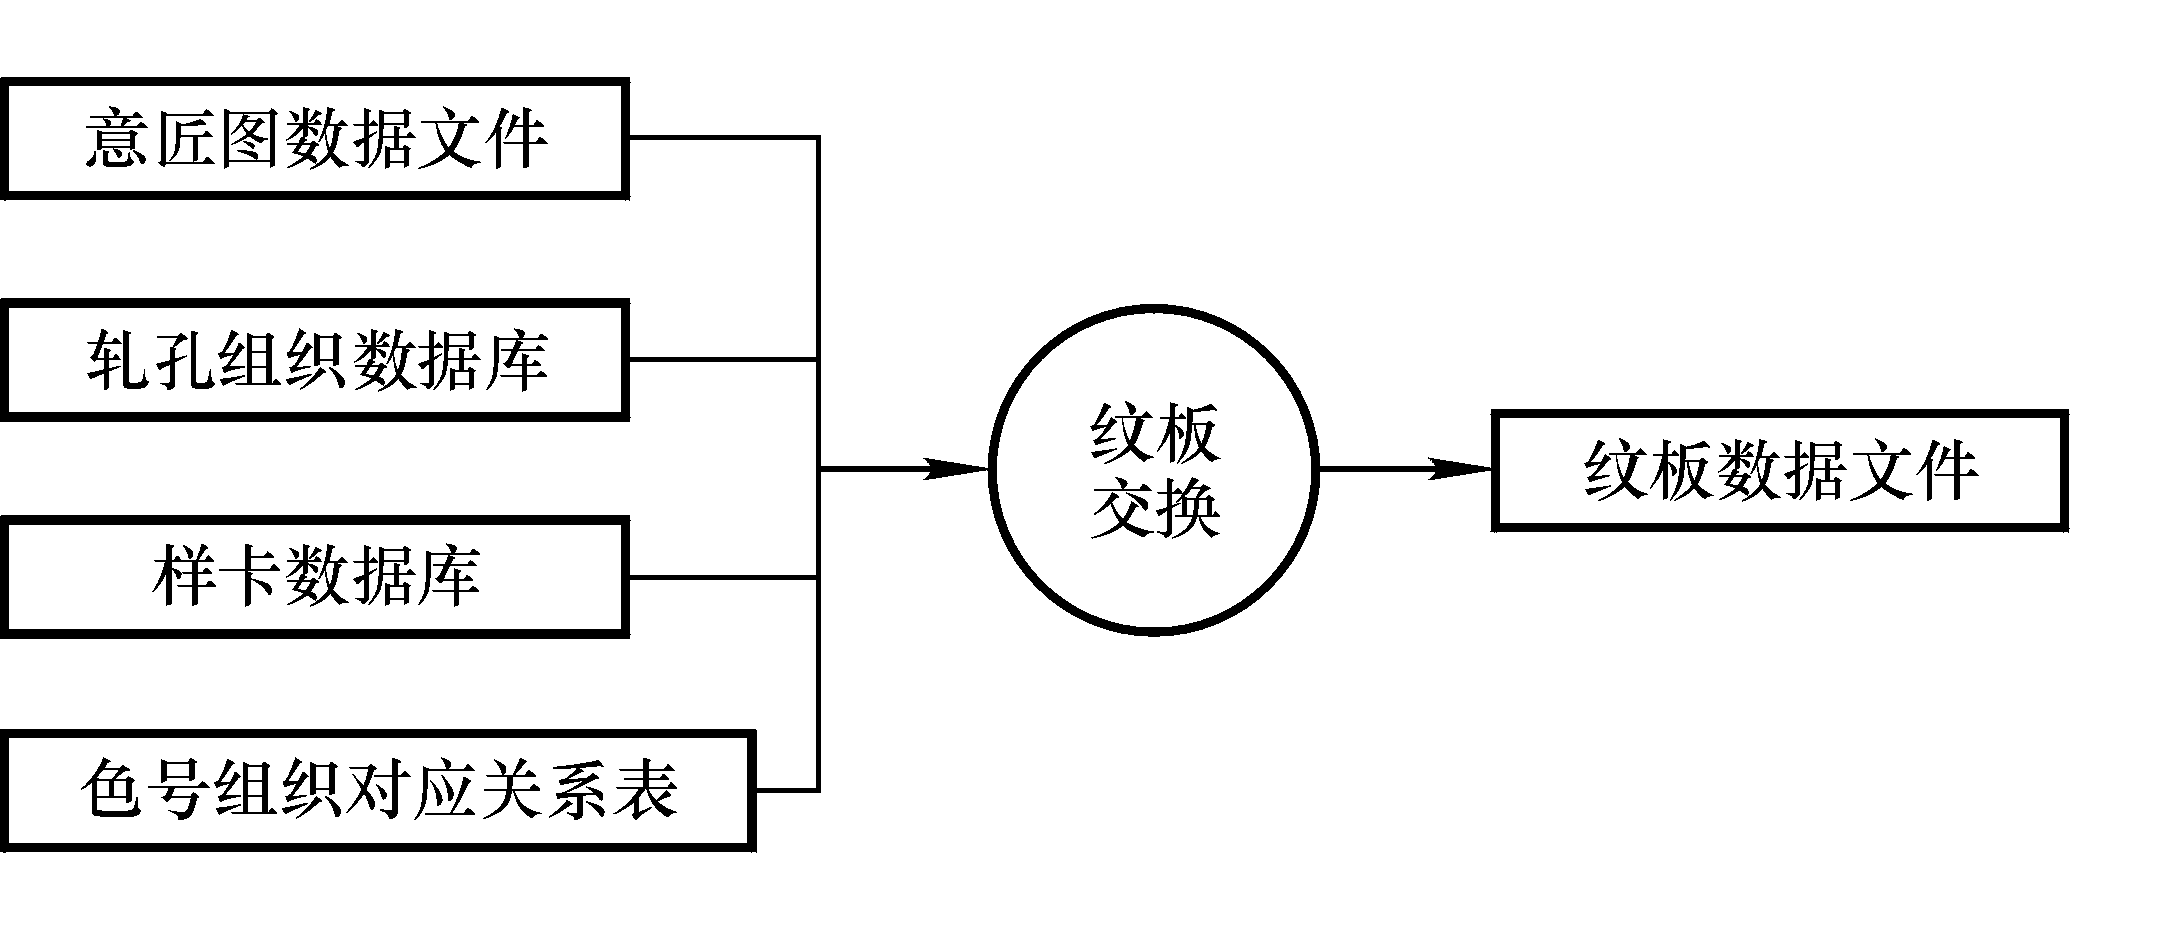 意匠图数据文件
轧孔组织数据库
样卡数据库
色号组织对应关系表
纹板
交换
纹板数据文件